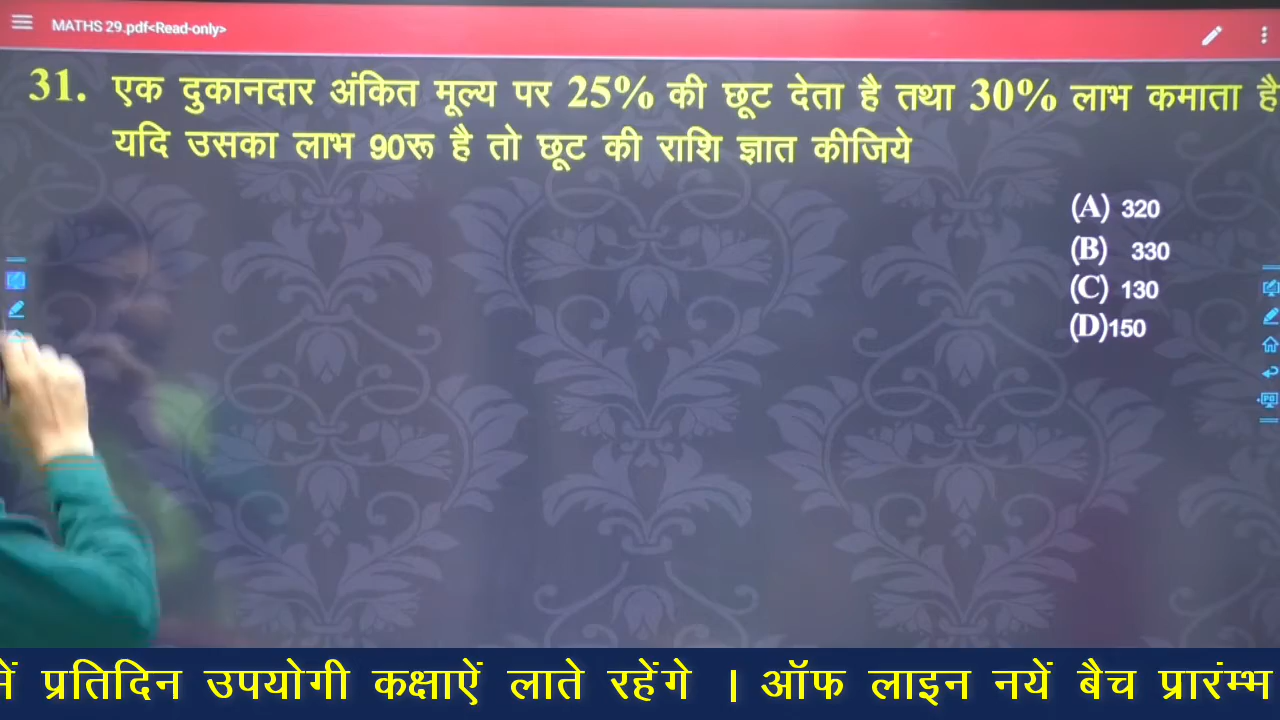 MATHS 29.pdf<Read-only>
31. एक दुकानदार अंकित मूल्य पर 25% की छूट देता है तथा 30% लाभ कमाता है
यदि उसका लाभ 90रू है तो छूट की राशि ज्ञात कीजिये
(A) 320
(B) 330
(C) 130
(D)150
में प्रतिदिन उपयोगी कक्षाऐं लाते रहेंगे । ऑफ लाइन नयें बैच प्रारंम्भ